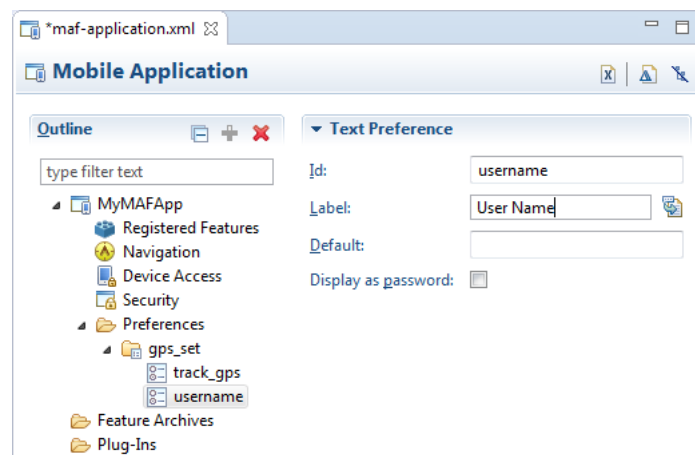 *maf-application.xml
Mobile Application
Outline
type filter text
MyMAFApp
Registered Features
Navigation
Device Access
Security
Preferences
gps_set
track_gps
username
Feature Archives
Plug-Ins
Text Preference
Id: username
Label: User Name
Default:
Display as password: